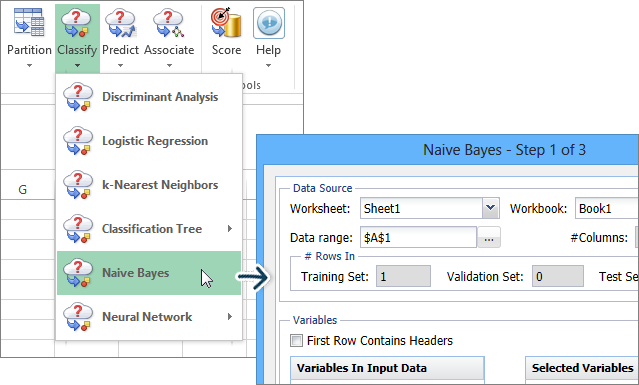 Partition Classify Predict Associate Score Help
ools
Discriminant Analysis
Logistic Regression
k-Nearest Neighbors
G
Classification Tree
Naive Bayes
Neural Network
Naive Bayes - Step 1 of 3
Data Source
Worksheet: Sheet1 Workbook: Book1
Data range: $A$1 ... #Columns:
# Rows In
Training Set: 1 Validation Set: 0 Test Se
Variables
First Row Contains Headers
Variables In Input Data Selected Variables